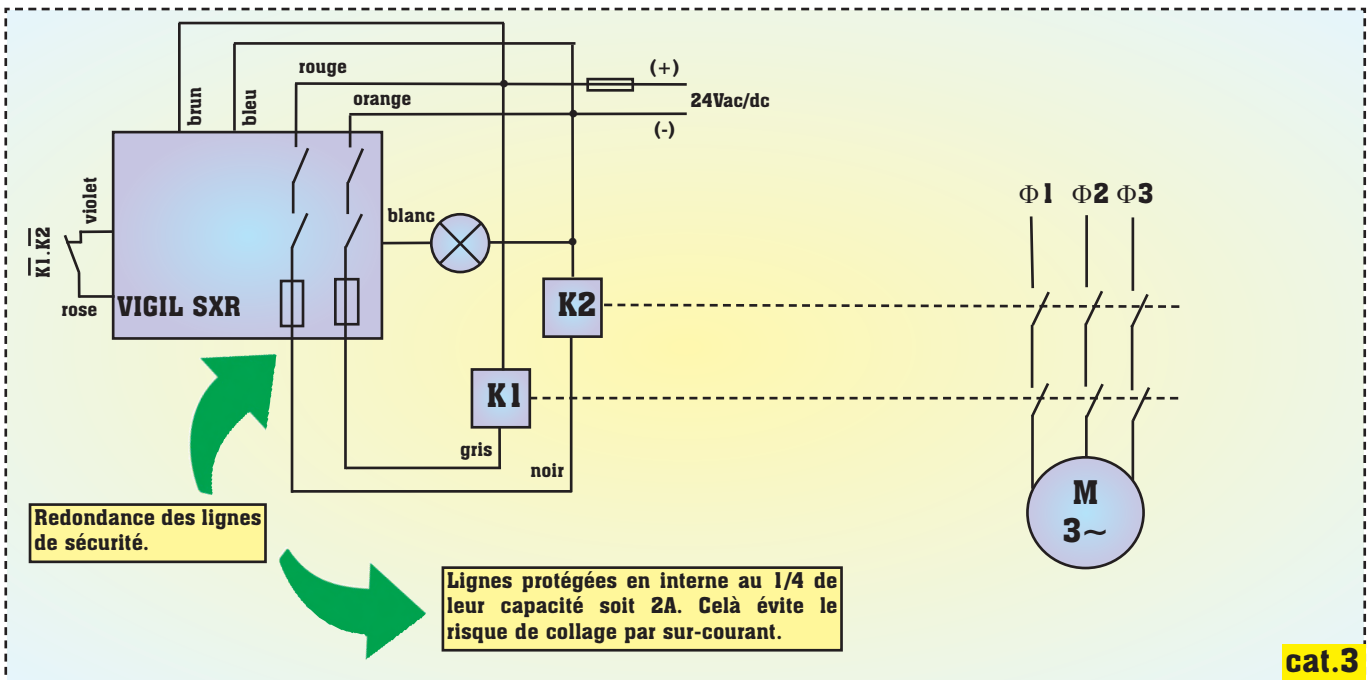 rouge
(+)
brun
bleu
orange
24Vac/dc
(-)
violet
blanc
Φ1 Φ2 Φ3
K1.K2
rose
VIGIL SXR
K2
K1
gris
noir
M
3~
Redondance des lignes
de sécurité.
Lignes protégées en interne au 1/4 de
leur capacité soit 2A. Celà évite le
risque de collage par sur-courant.
cat.3